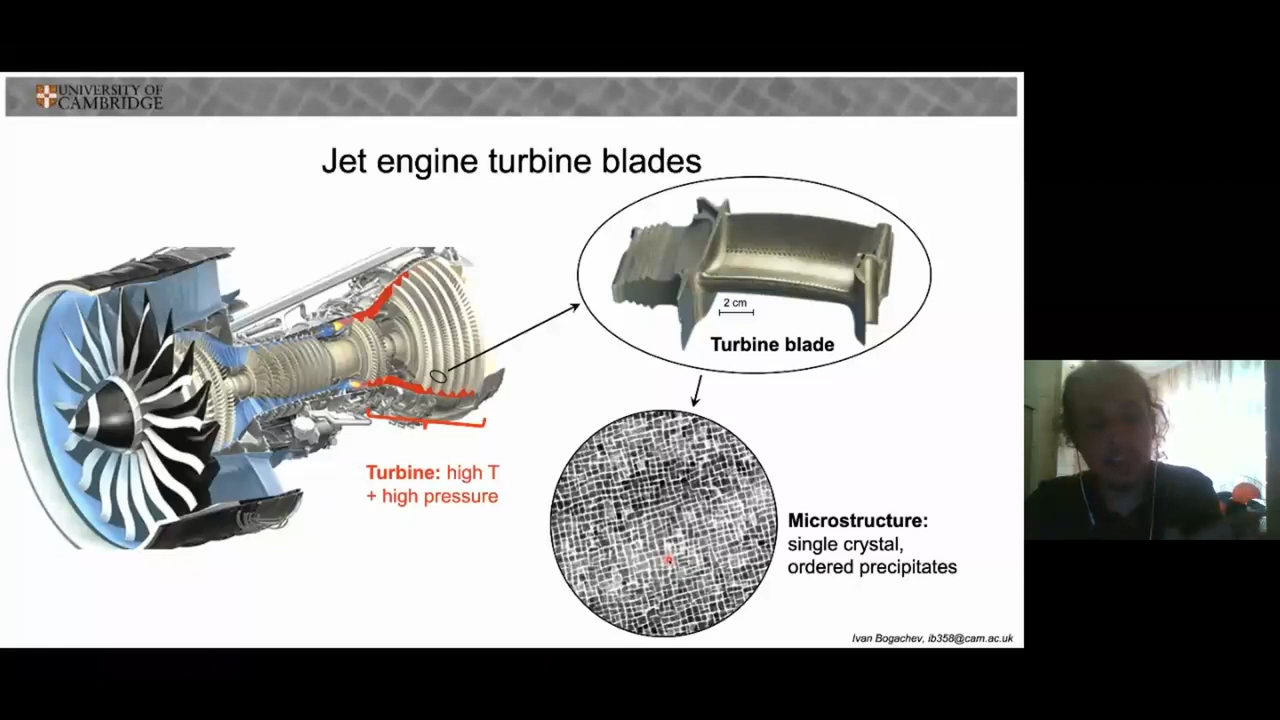 UNIVERSITY OF
CAMBRIDGE
Jet engine turbine blades
2 cm
Turbine blade
Turbine: high T
+ high pressure
Microstructure:
single crystal,
ordered precipitates
Ivan Bogachev, ib358@cam.ac.uk